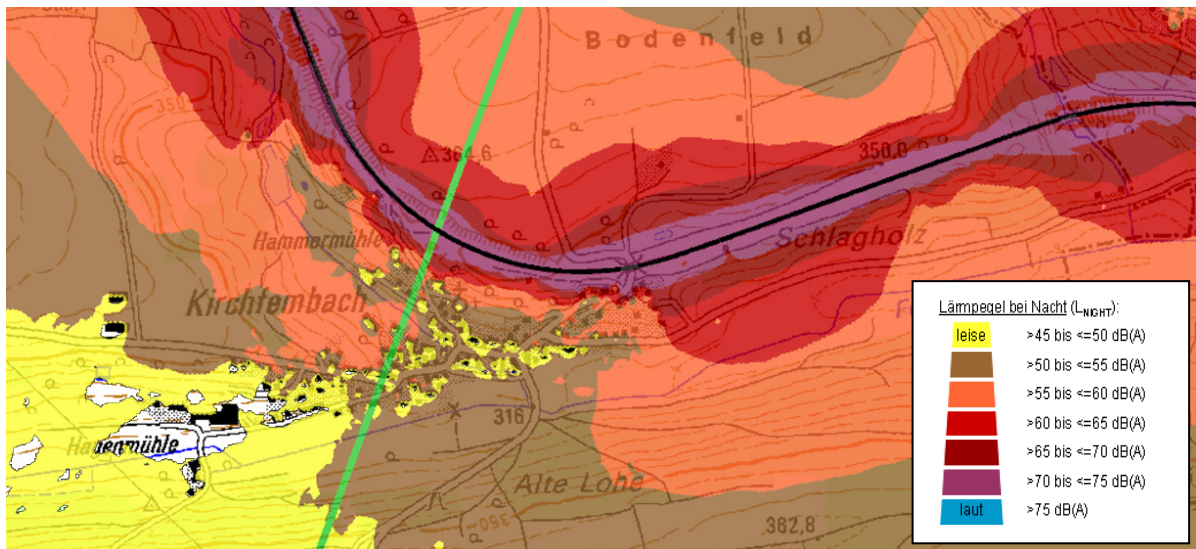 Bodenfeld
350
364,6
350,0
Hammermühle
Schlagholz
Kirchfembach
316
Alte Lohe
350
362,8
Lärmpegel bei Nacht (LNIGHT):
leise >45 bis <=50 dB(A)
>50 bis <=55 dB(A)
>55 bis <=60 dB(A)
>60 bis <=65 dB(A)
>65 bis <=70 dB(A)
>70 bis <=75 dB(A)
laut >75 dB(A)